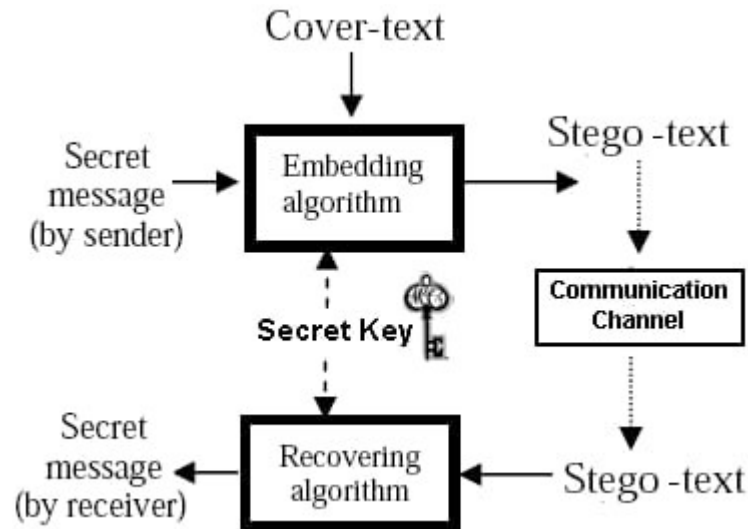 Cover-text
Secret
message
(by sender)
Embedding
algorithm
Stego -text
Communication
Channel
Secret Key
Secret
message
(by receiver)
Recovering
algorithm
Stego -text